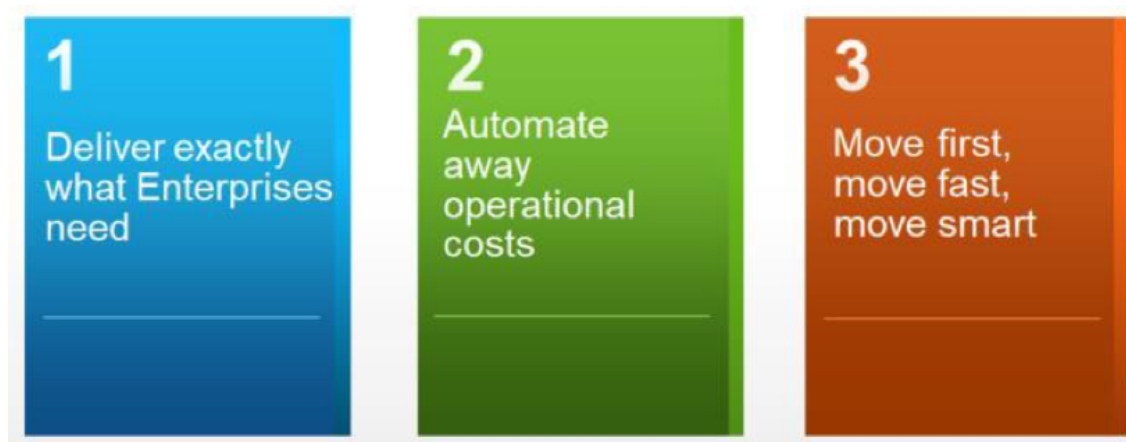 1
Deliver exactly
what Enterprises
need
2
Automate
away
operational
costs
3
Move first,
move fast,
move smart